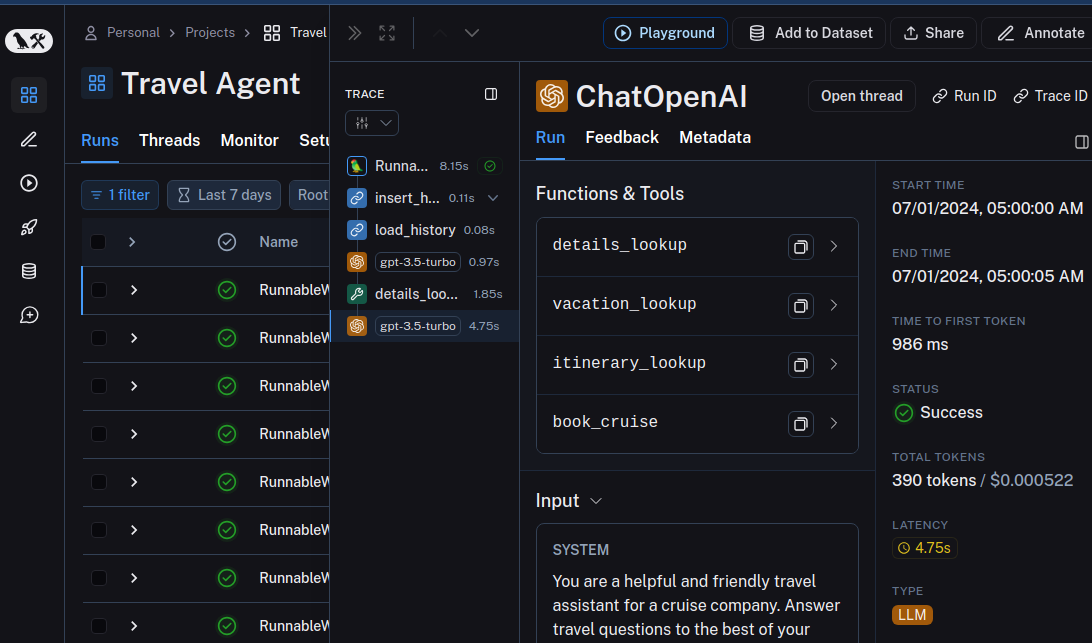 Personal > Projects > Travel
Travel Agent
Runs Threads Monitor Setu
1 filter Last 7 days Root
Name
RunnableW
RunnableW
RunnableW
RunnableW
RunnableW
RunnableW
RunnableW
RunnableW
Playground Add to Dataset Share Annotate
TRACE
Runna... 8.15s
insert_h... 0.11s
load_history 0.08s
gpt-3.5-turbo 0.97s
details_loo... 1.85s
gpt-3.5-turbo 4.75s
ChatOpenAI
Open thread Run ID Trace ID
Run Feedback Metadata
Functions & Tools
details_lookup
vacation_lookup
itinerary_lookup
book_cruise
Input
SYSTEM
You are a helpful and friendly travel
assistant for a cruise company. Answer
travel questions to the best of your
START TIME
07/01/2024, 05:00:00 AM
END TIME
07/01/2024, 05:00:05 AM
TIME TO FIRST TOKEN
986 ms
STATUS
Success
TOTAL TOKENS
390 tokens / $0.000522
LATENCY
4.75s
TYPE
LLM